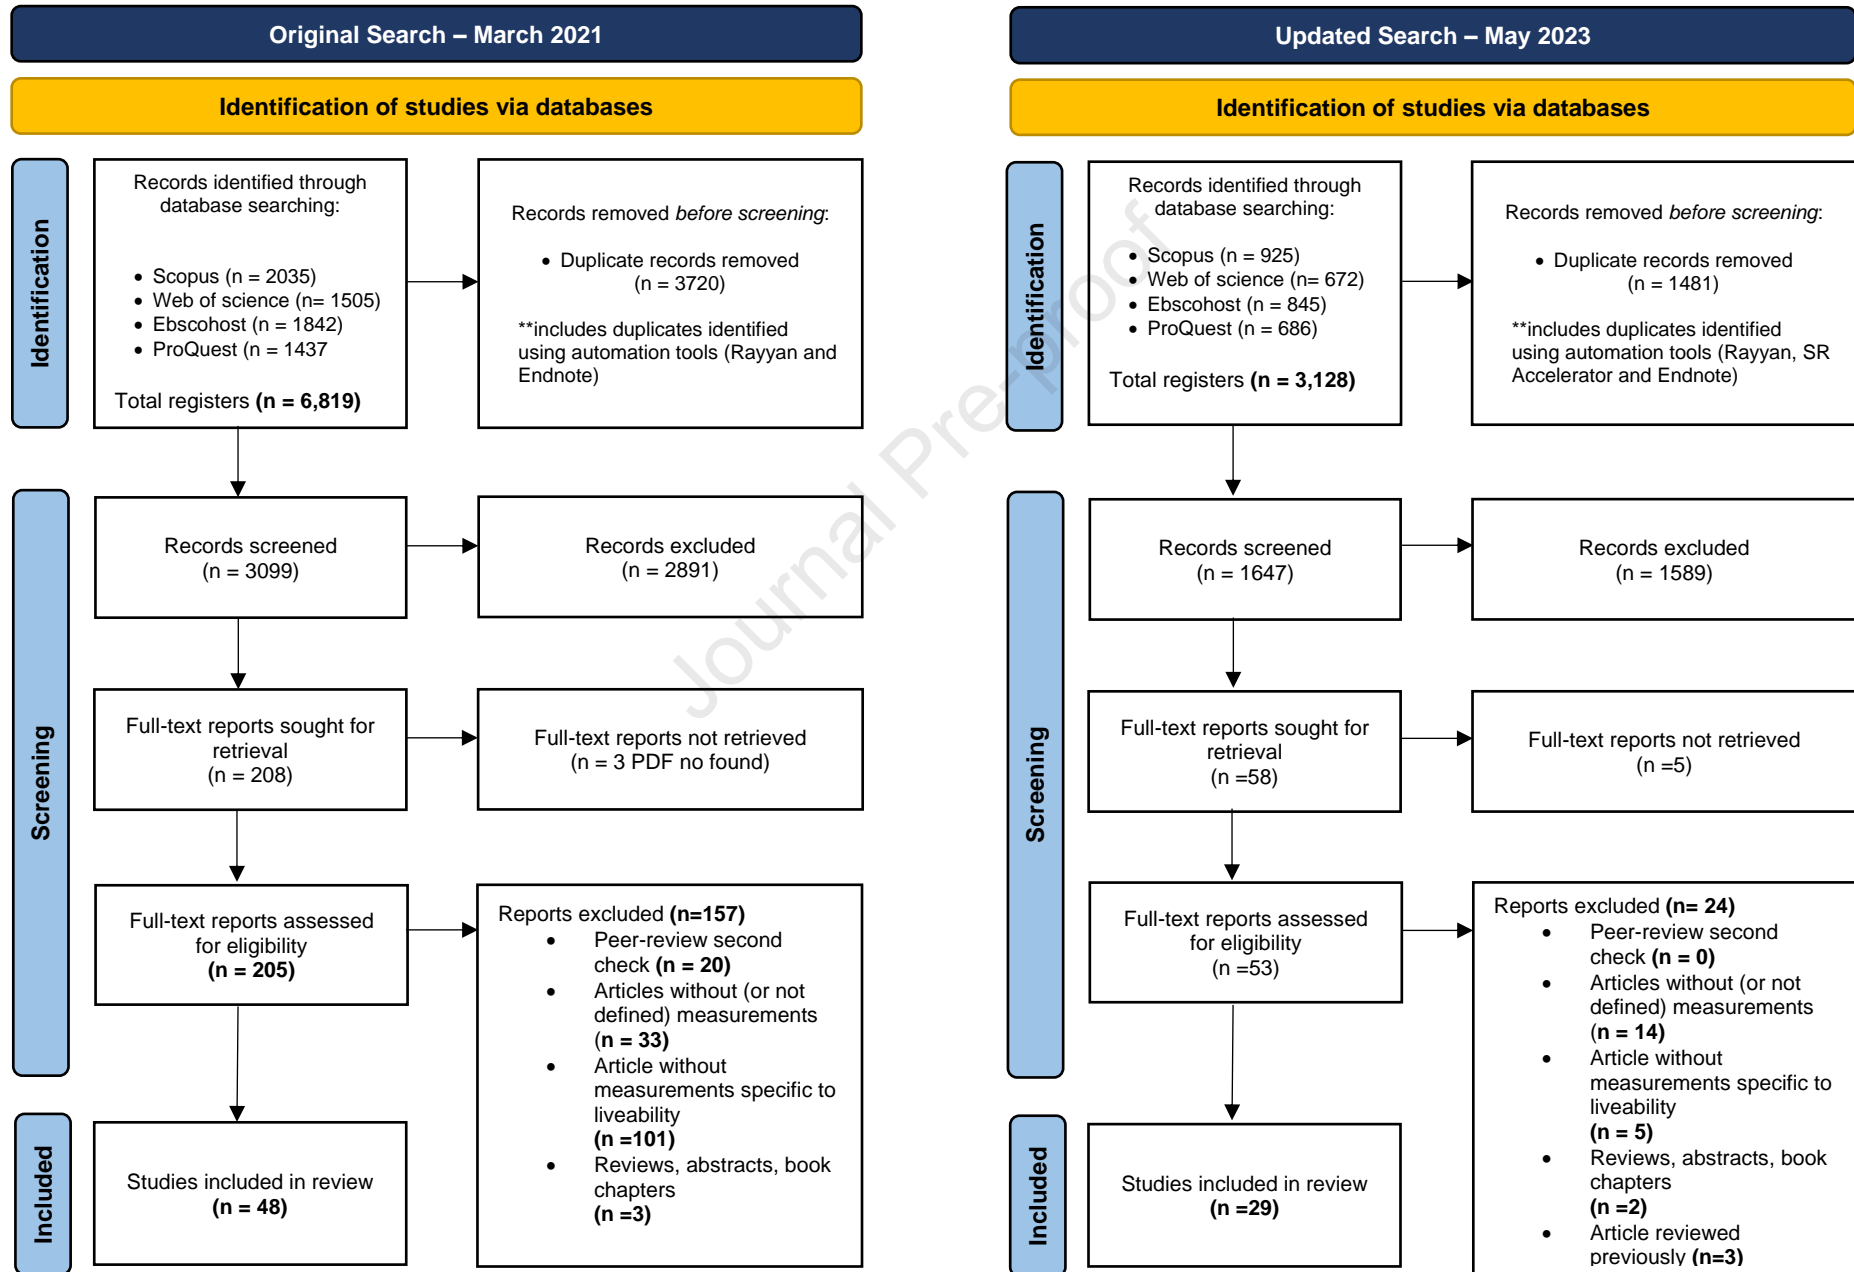 Original Search – March 2021
Identification of studies via databases
Identification
Records identified through
database searching:
• Scopus (n = 2035)
• Web of science (n= 1505)
• Ebscohost (n = 1842)
• ProQuest (n = 1437
Total registers (n = 6,819)
Records removed before screening:
• Duplicate records removed
(n = 3720)
**includes duplicates identified
using automation tools (Rayyan and
Endnote)
Screening
Records screened
(n = 3099)
Records excluded
(n = 2891)
Full-text reports sought for
retrieval
(n = 208)
Full-text reports not retrieved
(n = 3 PDF no found)
Full-text reports assessed
for eligibility
(n = 205)
Reports excluded (n=157)
• Peer-review second
check (n = 20)
• Articles without (or not
defined) measurements
(n = 33)
• Article without
measurements specific to
liveability
(n =101)
• Reviews, abstracts, book
chapters
(n =3)
Included
Studies included in review
(n = 48)
Updated Search – May 2023
Identification of studies via databases
Identification
Records identified through
database searching:
• Scopus (n = 925)
• Web of science (n= 672)
• Ebscohost (n = 845)
• ProQuest (n = 686)
Total registers (n = 3,128)
Records removed before screening:
• Duplicate records removed
(n = 1481)
**includes duplicates identified
using automation tools (Rayyan, SR
Accelerator and Endnote)
Screening
Records screened
(n = 1647)
Records excluded
(n = 1589)
Full-text reports sought for
retrieval
(n =58)
Full-text reports not retrieved
(n =5)
Full-text reports assessed
for eligibility
(n =53)
Reports excluded (n= 24)
• Peer-review second
check (n = 0)
• Articles without (or not
defined) measurements
(n = 14)
• Article without
measurements specific to
liveability
(n = 5)
• Reviews, abstracts, book
chapters
(n =2)
• Article reviewed
previously (n=3)
Included
Studies included in review
(n =29)
Journal Pre-proof